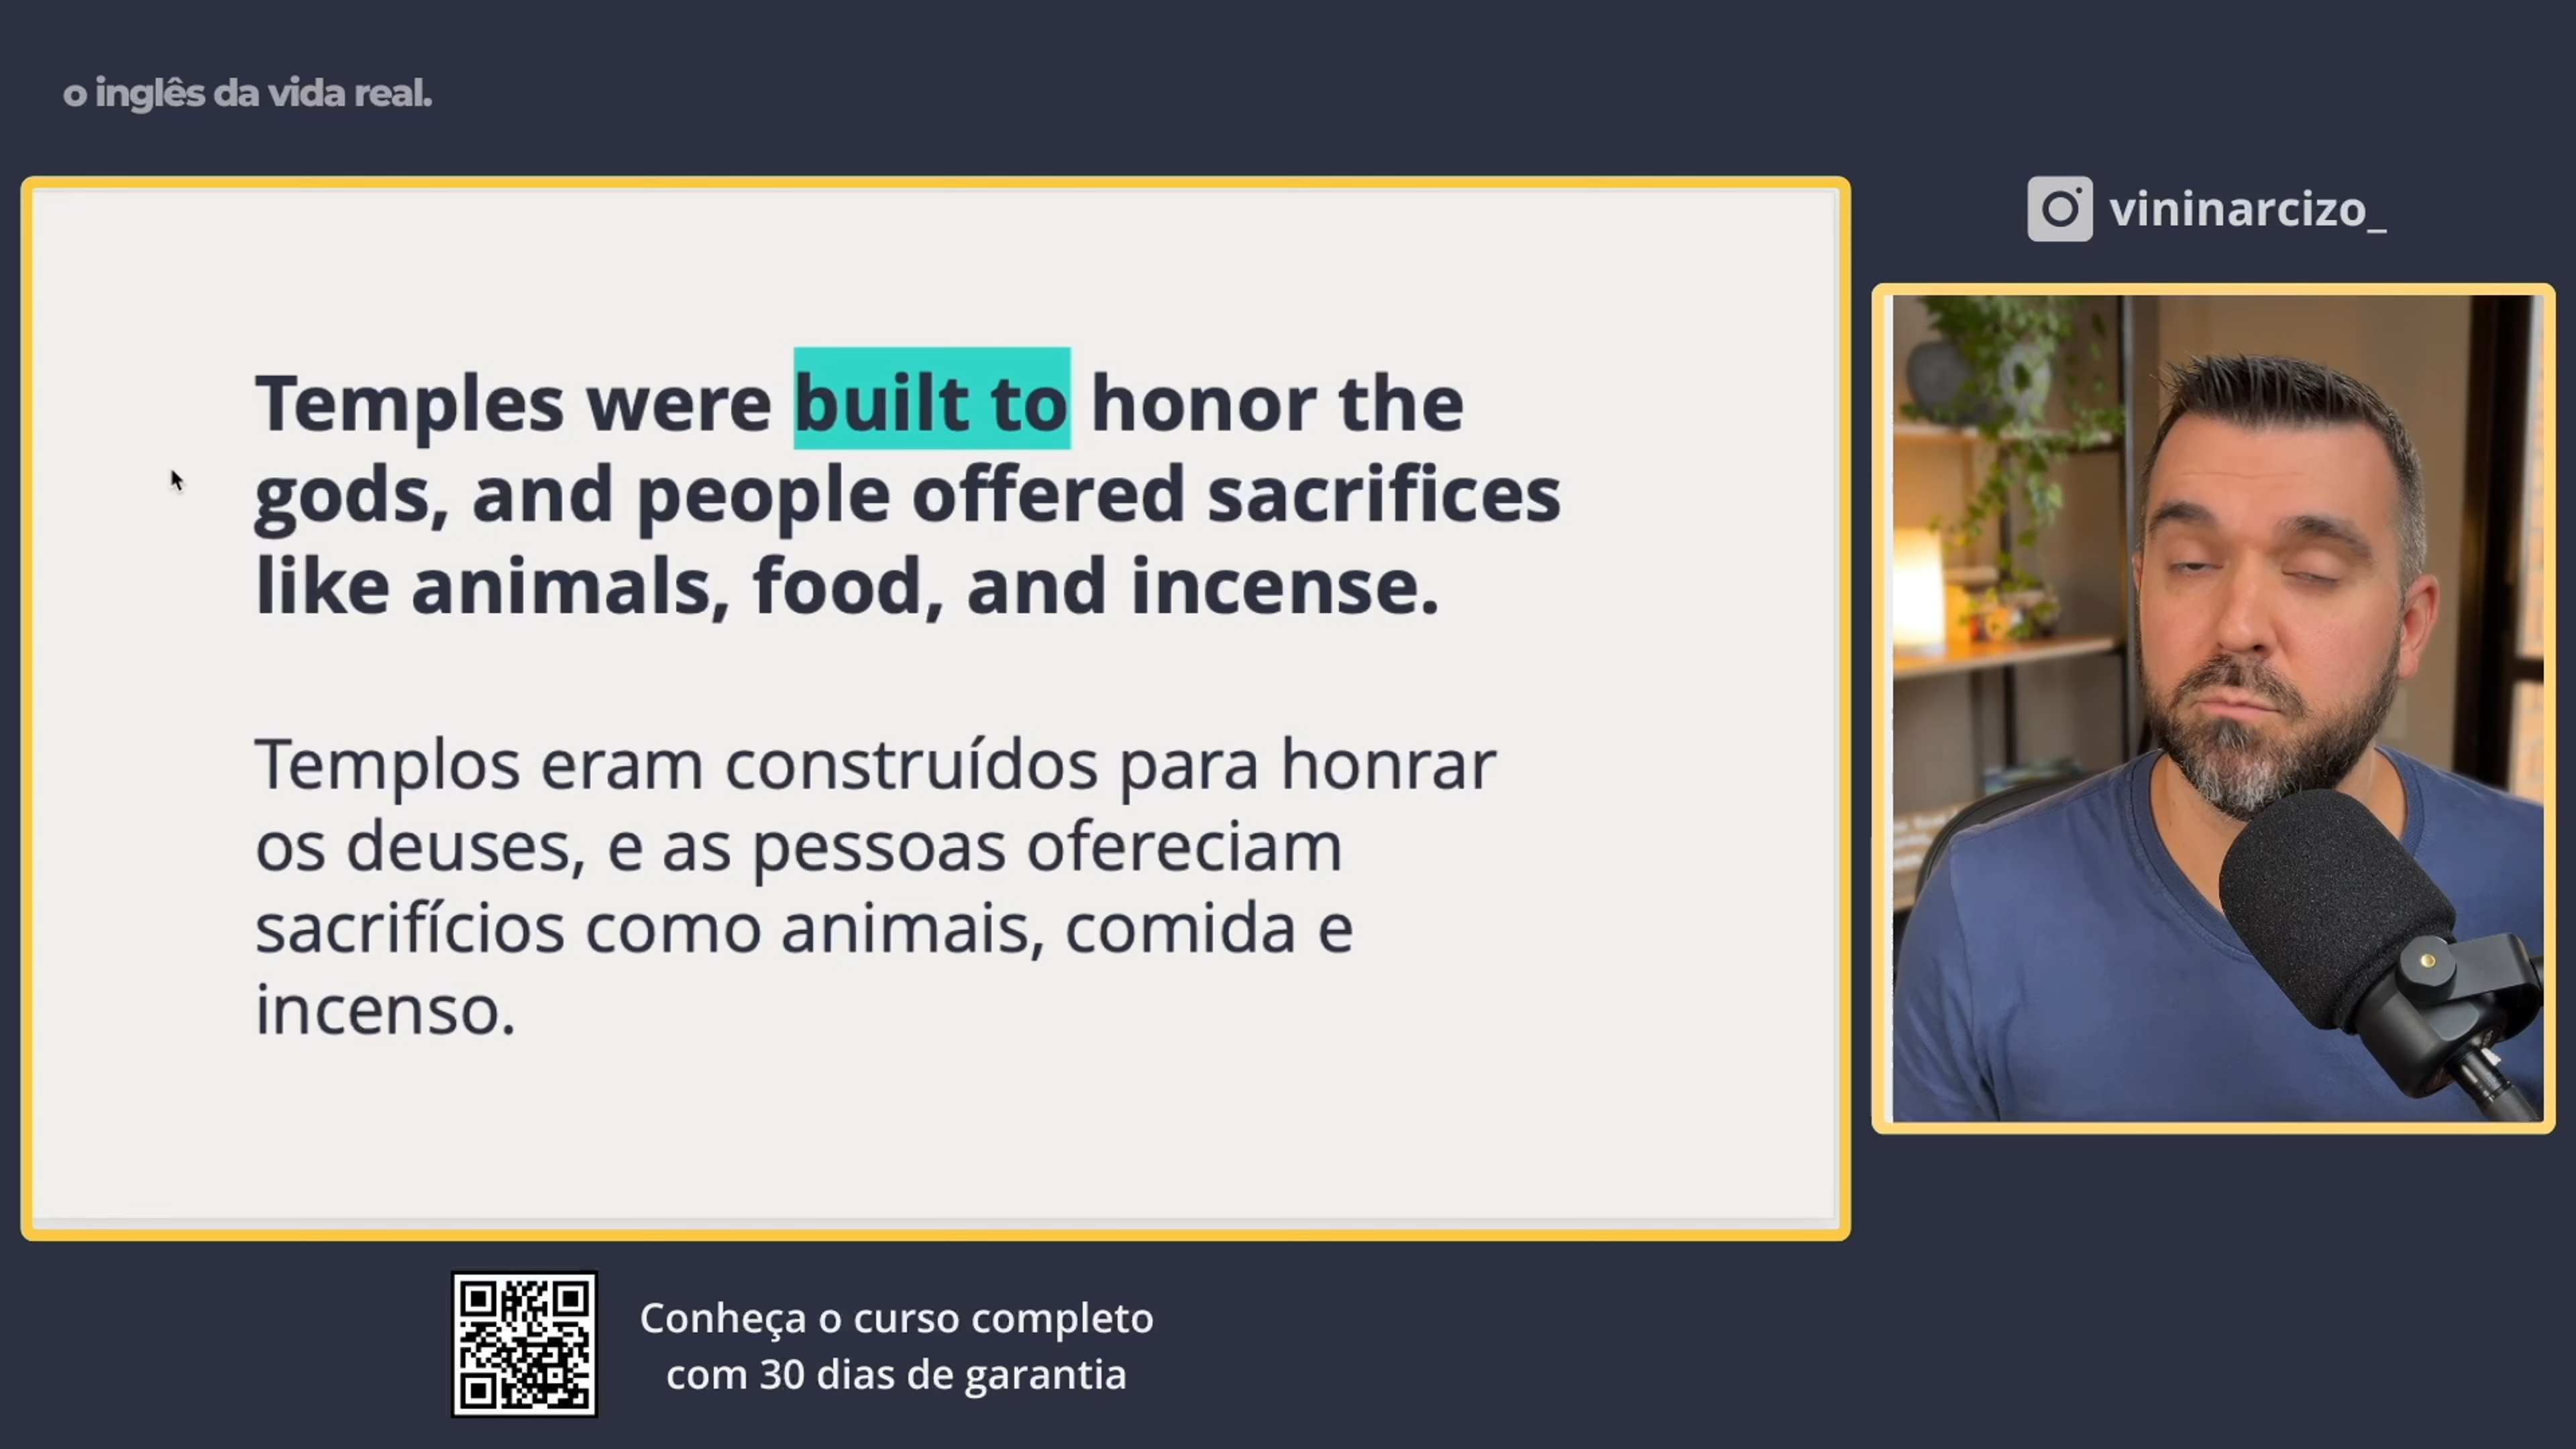 o inglês da vida real.
vininarcizo_
Temples were built to honor the
gods, and people offered sacrifices
like animals, food, and incense.
Templos eram construídos para honrar
os deuses, e as pessoas ofereciam
sacrifícios como animais, comida e
incenso.
Conheça o curso completo
com 30 dias de garantia